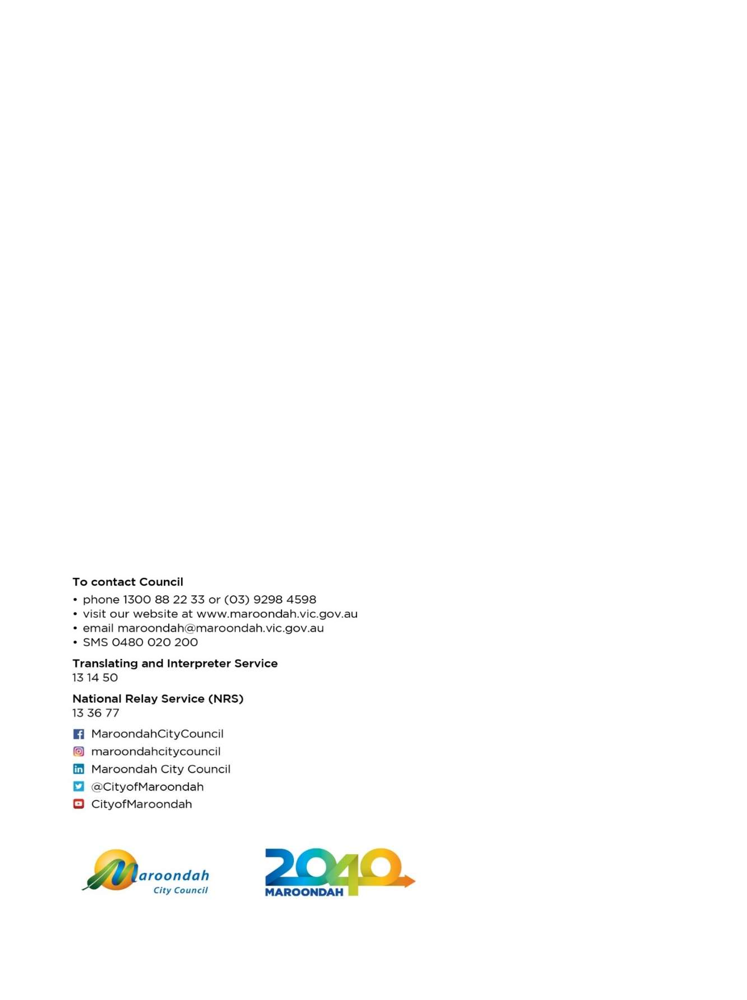 To contact Council
• phone 1300 88 22 33 or (03) 9298 4598
• visit our website at www.maroondah.vic.gov.au
• email maroondah@maroondah.vic.gov.au
• SMS 0480 020 200
Translating and Interpreter Service
13 14 50
National Relay Service (NRS)
13 36 77
MaroondahCityCouncil
maroondahcitycouncil
Maroondah City Council
@CityofMaroondah
CityofMaroondah
Maroondah
City Council
2040
MAROONDAH